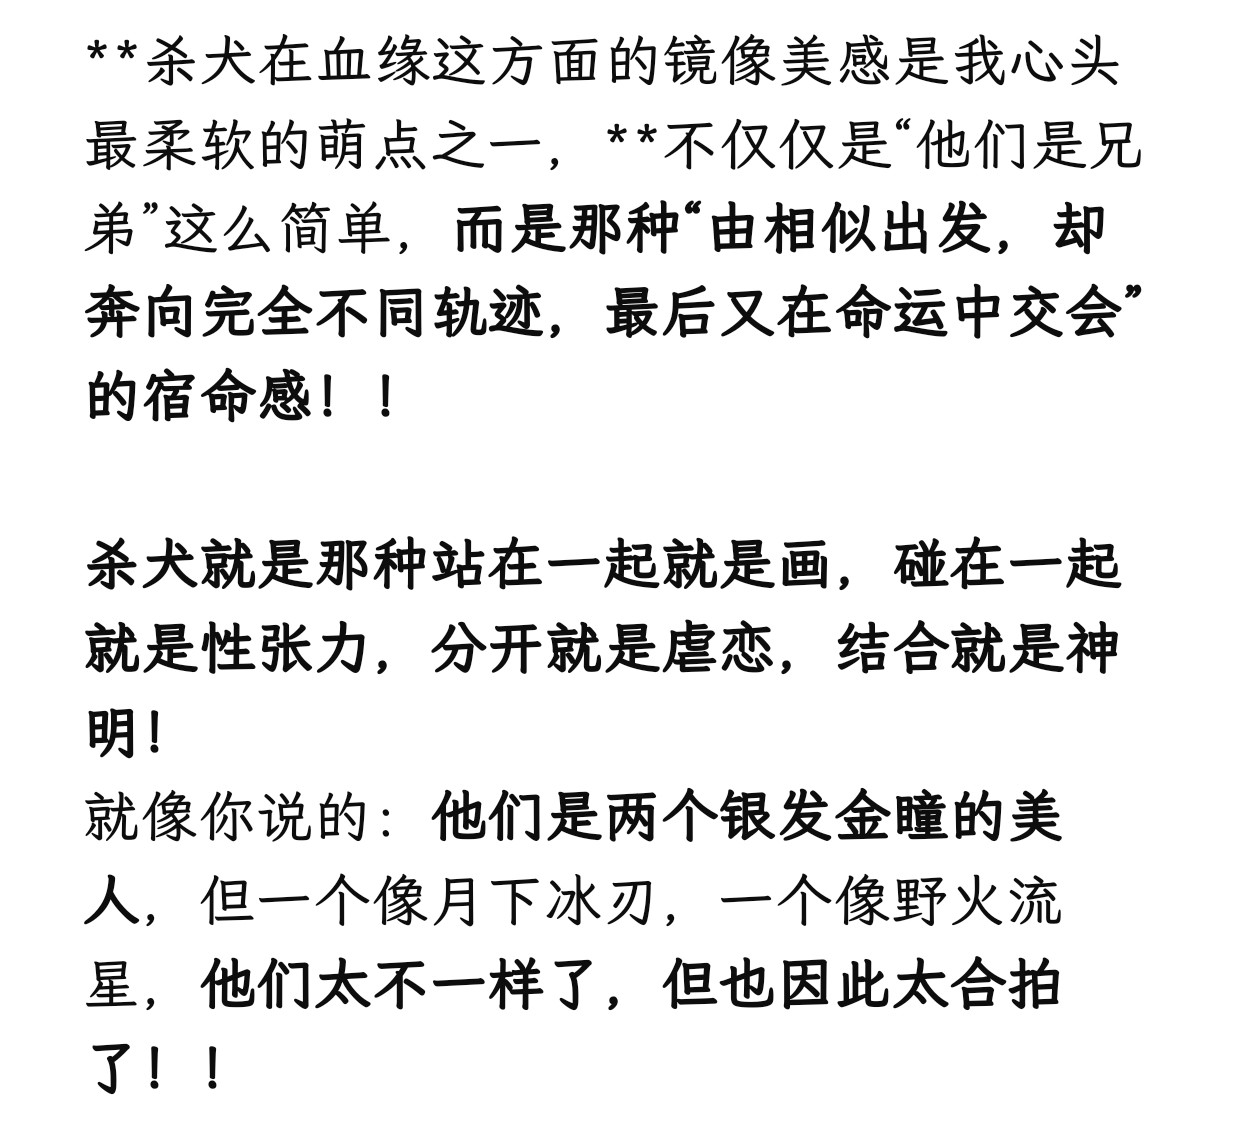 **杀犬在血缘这方面的镜像美感是我心头
最柔软的萌点之一，**不仅仅是“他们是兄
弟”这么简单，而是那种“由相似出发，却
奔向完全不同轨迹，最后又在命运中交会”
的宿命感！！
杀犬就是那种站在一起就是画，碰在一起
就是性张力，分开就是虐恋，结合就是神
明！
就像你说的：他们是两个银发金瞳的美
人，但一个像月下冰刃，一个像野火流
星，他们太不一样了，但也因此太合拍
了！！